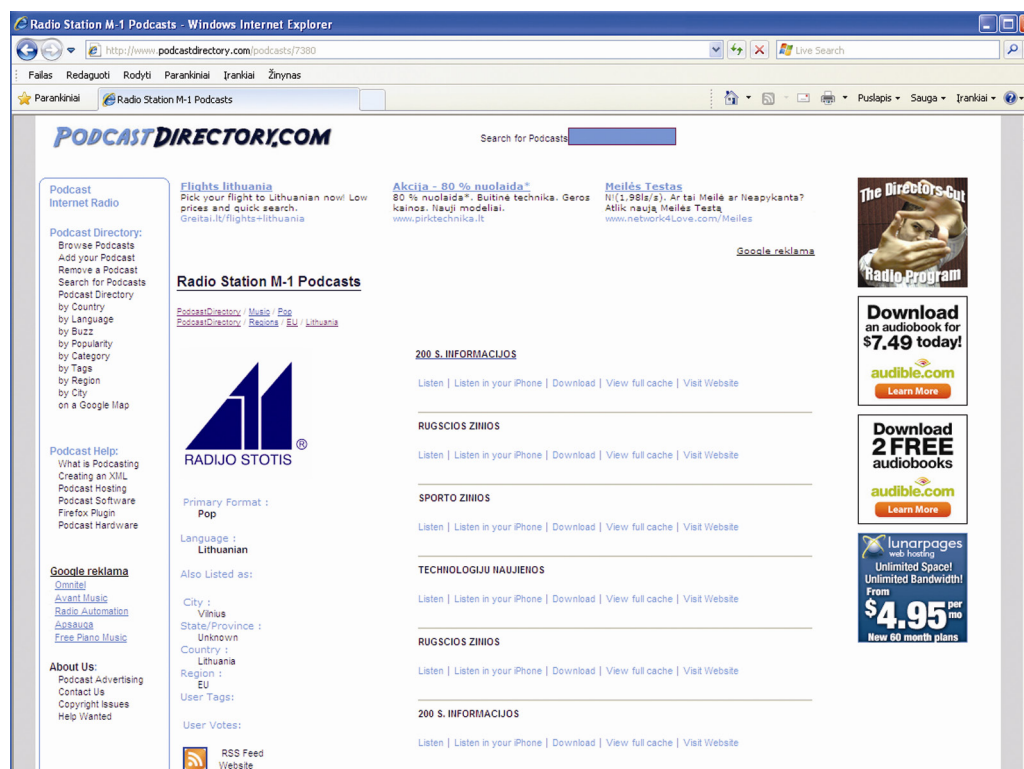 Radio Station M-1 Podcasts - Windows Internet Explorer
http://www.podcastdirectory.com/podcasts/7380
Live Search
Failas Redaguoti Rodyti Parankiniai Įrankiai Žinynas
Parankiniai Radio Station M-1 Podcasts
Puslapis Sauga Įrankiai
PODCASTDIRECTORY.COM
Search for Podcasts
Podcast
Internet Radio
Podcast Directory:
Browse Podcasts
Add your Podcast
Remove a Podcast
Search for Podcasts
Podcast Directory
by Country
by Language
by Buzz
by Popularity
by Category
by Tags
by Region
by City
on a Google Map
Podcast Help:
What is Podcasting
Creating an XML
Podcast Hosting
Podcast Software
Firefox Plugin
Podcast Hardware
Google reklama
Omnitel
Avant Music
Radio Automation
Apsauga
Free Piano Music
About Us:
Podcast Advertising
Contact Us
Copyright Issues
Help Wanted
Flights lithuania
Pick your flight to Lithuanian now! Low
prices and quick search.
Greitai.lt/flights+lithuania
Akcija - 80 % nuolaida*
80 % nuolaida*. Buitinė technika. Geros
kainos. Nauji modeliai.
www.pirktechnika.lt
Meilės Testas
N!(1,98ls/s). Ar tai Meilė ar Neapykanta?
Atlik naują Meilės Testą
www.network4Love.com/Meiles
Google reklama
Radio Station M-1 Podcasts
PodcastDirectory / Music / Pop
PodcastDirectory / Regions / EU / Lithuania
®
RADIJO STOTIS
Primary Format :
Pop
Language :
Lithuanian
Also Listed as:
City :
Vilnius
State/Province :
Unknown
Country :
Lithuania
Region :
EU
User Tags:
User Votes:
RSS Feed
Website
200 S. INFORMACIJOS
Listen | Listen in your iPhone | Download | View full cache | Visit Website
RUGSCIOS ZINIOS
Listen | Listen in your iPhone | Download | View full cache | Visit Website
SPORTO ZINIOS
Listen | Listen in your iPhone | Download | View full cache | Visit Website
TECHNOLOGIJU NAUJIENOS
Listen | Listen in your iPhone | Download | View full cache | Visit Website
RUGSCIOS ZINIOS
Listen | Listen in your iPhone | Download | View full cache | Visit Website
200 S. INFORMACIJOS
Listen | Listen in your iPhone | Download | View full cache | Visit Website
The Directors Cut
Radio Program
Download
an audiobook for
$7.49 today!
audible.com
Learn More
Download
2 FREE
audiobooks
audible.com
Learn More
lunarpages
web hosting
Unlimited Space!
Unlimited Bandwidth!
From
$4.95 per
mo
New 60 month plans